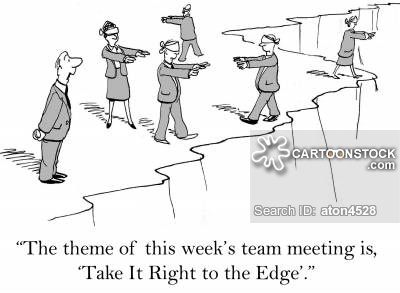 CARTOONSTOCK
.com
Search ID: aton4528
“The theme of this week’s team meeting is,
‘Take It Right to the Edge’.”